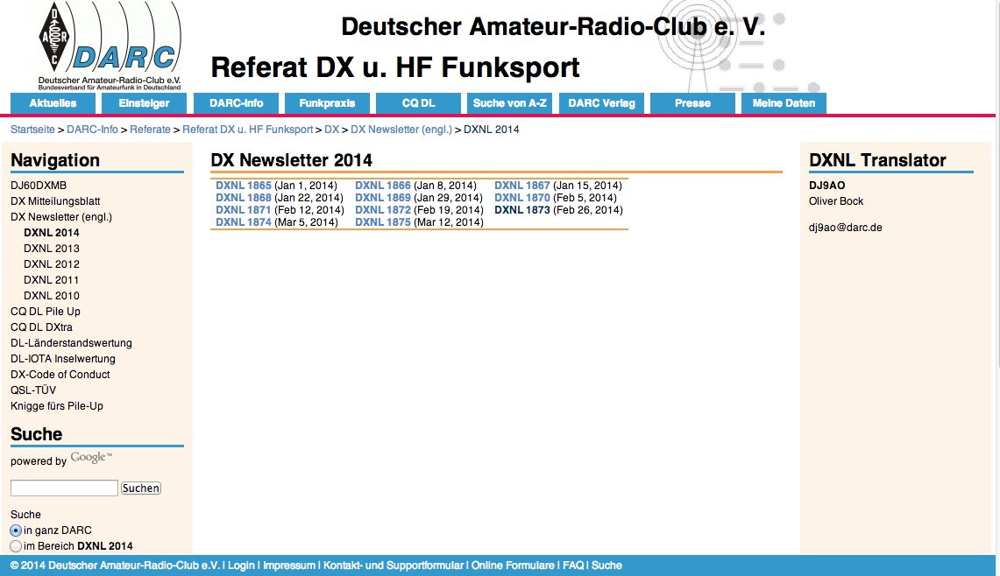 D
A R
C
DARC
Deutscher Amateur-Radio-Club e.V.
Bundesverband für Amateurfunk in Deutschland
Deutscher Amateur-Radio-Club e. V.
Referat DX u. HF Funksport
Aktuelles Einsteiger DARC-Info Funkpraxis CQ DL Suche von A-Z DARC Verlag Presse Meine Daten
Startseite > DARC-Info > Referate > Referat DX u. HF Funksport > DX > DX Newsletter (engl.) > DXNL 2014
Navigation
DJ60DXMB
DX Mitteilungsblatt
DX Newsletter (engl.)
DXNL 2014
DXNL 2013
DXNL 2012
DXNL 2011
DXNL 2010
CQ DL Pile Up
CQ DL DXtra
DL-Länderstandswertung
DL-IOTA Inselwertung
DX-Code of Conduct
QSL-TÜV
Knigge fürs Pile-Up
Suche
powered by Google™
Suchen
Suche
in ganz DARC
im Bereich DXNL 2014
DX Newsletter 2014
DXNL 1865 (Jan 1, 2014) DXNL 1866 (Jan 8, 2014) DXNL 1867 (Jan 15, 2014)
DXNL 1868 (Jan 22, 2014) DXNL 1869 (Jan 29, 2014) DXNL 1870 (Feb 5, 2014)
DXNL 1871 (Feb 12, 2014) DXNL 1872 (Feb 19, 2014) DXNL 1873 (Feb 26, 2014)
DXNL 1874 (Mar 5, 2014) DXNL 1875 (Mar 12, 2014)
DXNL Translator
DJ9AO
Oliver Bock
dj9ao@darc.de
© 2014 Deutscher Amateur-Radio-Club e.V. | Login | Impressum | Kontakt- und Supportformular | Online Formulare | FAQ | Suche